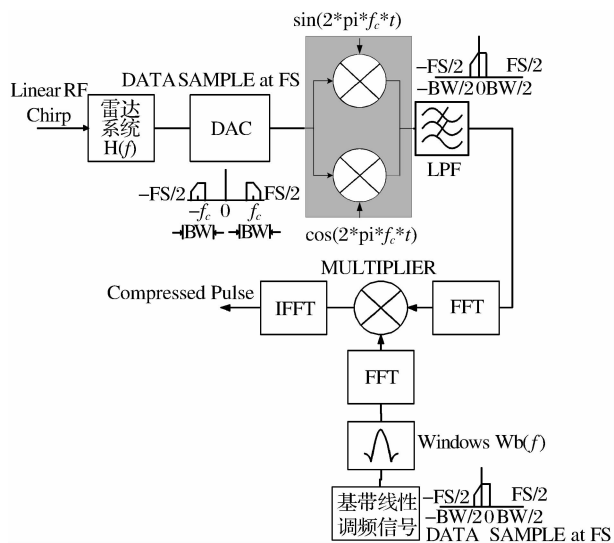 sin(2*pi*fc*t)
DATA SAMPLE at FS
Linear RF
Chirp
雷达
系统
H(f)
DAC
-FS/2 FS/2
-BW/2 0 BW/2
LPF
-FS/2 FS/2
-fc 0 fc
BW BW
cos(2*pi*fc*t)
MULTIPLIER
Compressed Pulse
IFFT
FFT
FFT
Windows Wb(f)
基带线性
调频信号
-FS/2 FS/2
-BW/2 0 BW/2
DATA SAMPLE at FS